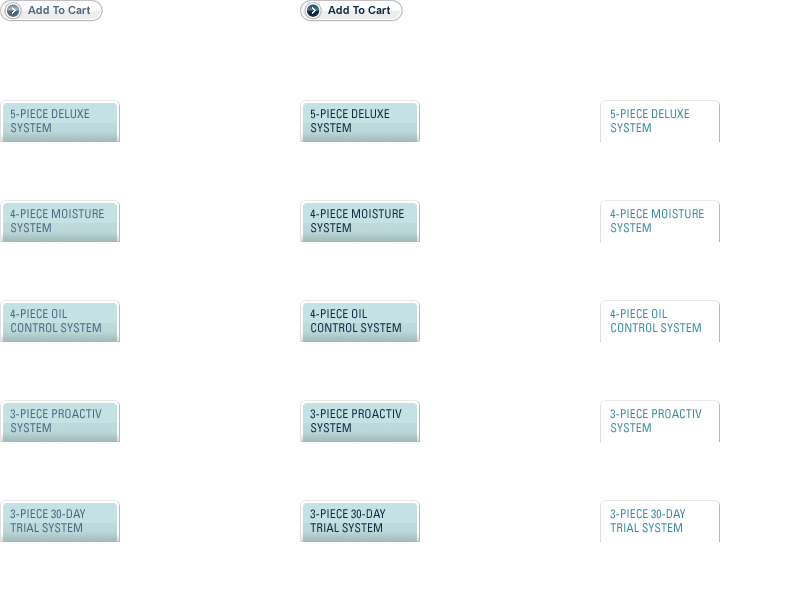 Add To Cart
Add To Cart
5-PIECE DELUXE
SYSTEM
5-PIECE DELUXE
SYSTEM
5-PIECE DELUXE
SYSTEM
4-PIECE MOISTURE
SYSTEM
4-PIECE MOISTURE
SYSTEM
4-PIECE MOISTURE
SYSTEM
4-PIECE OIL
CONTROL SYSTEM
4-PIECE OIL
CONTROL SYSTEM
4-PIECE OIL
CONTROL SYSTEM
3-PIECE PROACTIV
SYSTEM
3-PIECE PROACTIV
SYSTEM
3-PIECE PROACTIV
SYSTEM
3-PIECE 30-DAY
TRIAL SYSTEM
3-PIECE 30-DAY
TRIAL SYSTEM
3-PIECE 30-DAY
TRIAL SYSTEM